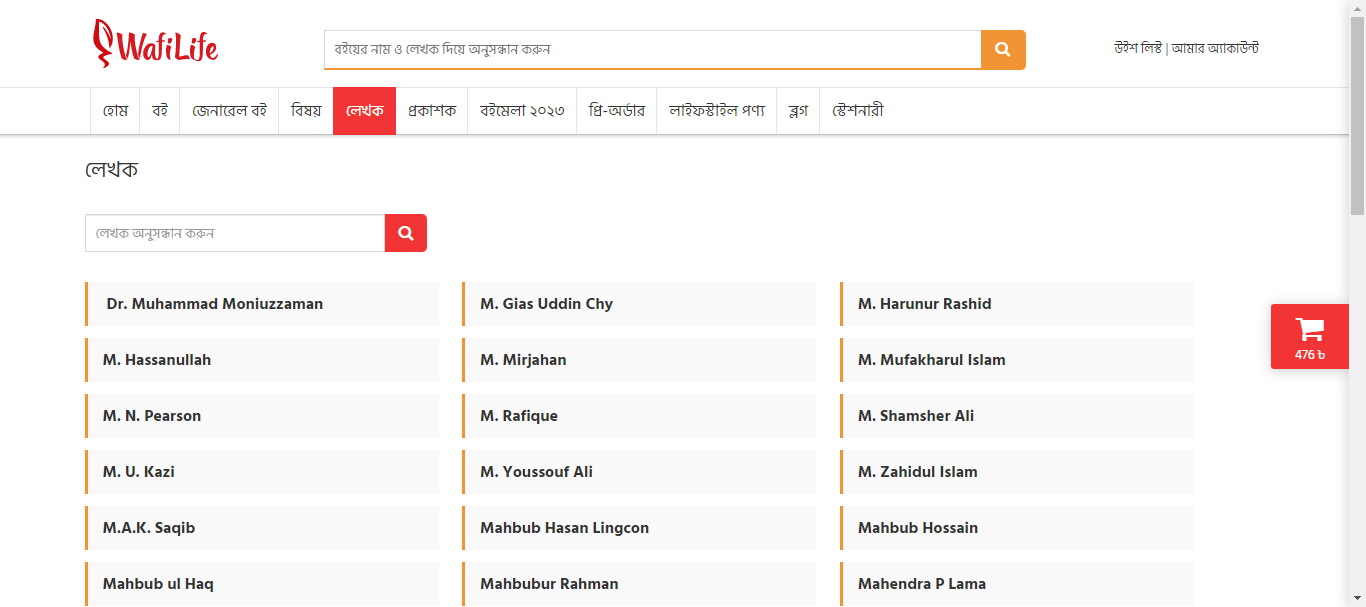 WafiLife
বইয়ের নাম ও লেখক দিয়ে অনুসন্ধান করুন
উইশ লিস্ট | আমার অ্যাকাউন্ট
হোম বই জেনারেল বই বিষয় লেখক প্রকাশক বইমেলা ২০২৩ প্রি-অর্ডার লাইফস্টাইল পণ্য ব্লগ স্টেশনারী
লেখক
লেখক অনুসন্ধান করুন
Dr. Muhammad Moniuzzaman M. Gias Uddin Chy M. Harunur Rashid
M. Hassanullah M. Mirjahan M. Mufakharul Islam
476 ৳
M. N. Pearson M. Rafique M. Shamsher Ali
M. U. Kazi M. Youssouf Ali M. Zahidul Islam
M.A.K. Saqib Mahbub Hasan Lingcon Mahbub Hossain
Mahbub ul Haq Mahbubur Rahman Mahendra P Lama